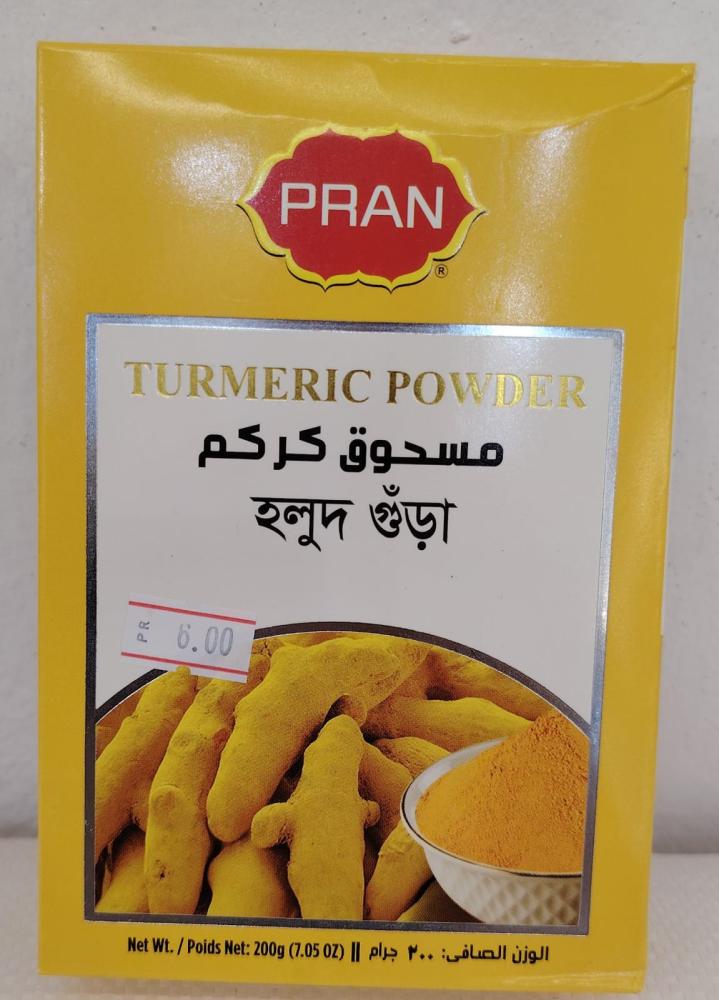 PRAN
®
TURMERIC POWDER
مسحوق كركم
হলুদ গুঁড়া
PR 6.00
Net Wt. / Poids Net: 200g (7.05 OZ) || الوزن الصافى: ٢٠٠ جرام